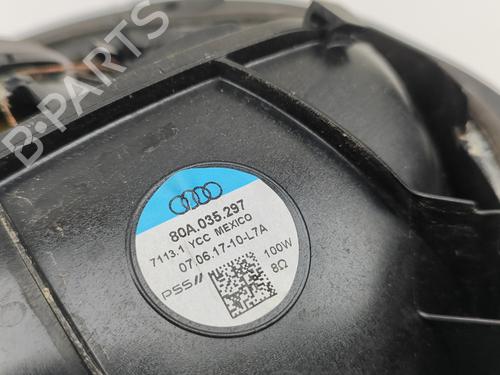 B-PARTS
80A.035.297
7113.1 YCC MEXICO
07.06.17-10-L7A
PSS//
100W
8Ω